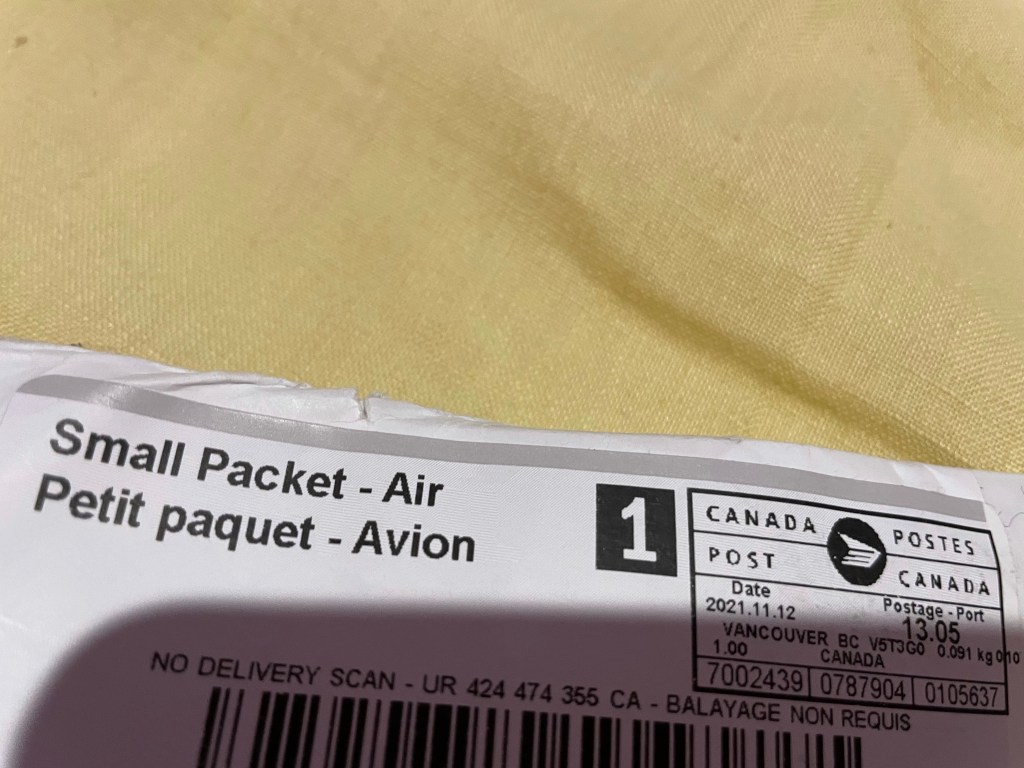 Small Packet - Air
Petit paquet - Avion
1
CANADA POSTES
POST CANADA
Date Postage - Port
2021.11.12 13.05
VANCOUVER BC V5T3G0 0.091 kg 010
1.00 CANADA
7002439 0787904 0105637
NO DELIVERY SCAN - UR 424 474 355 CA - BALAYAGE NON REQUIS